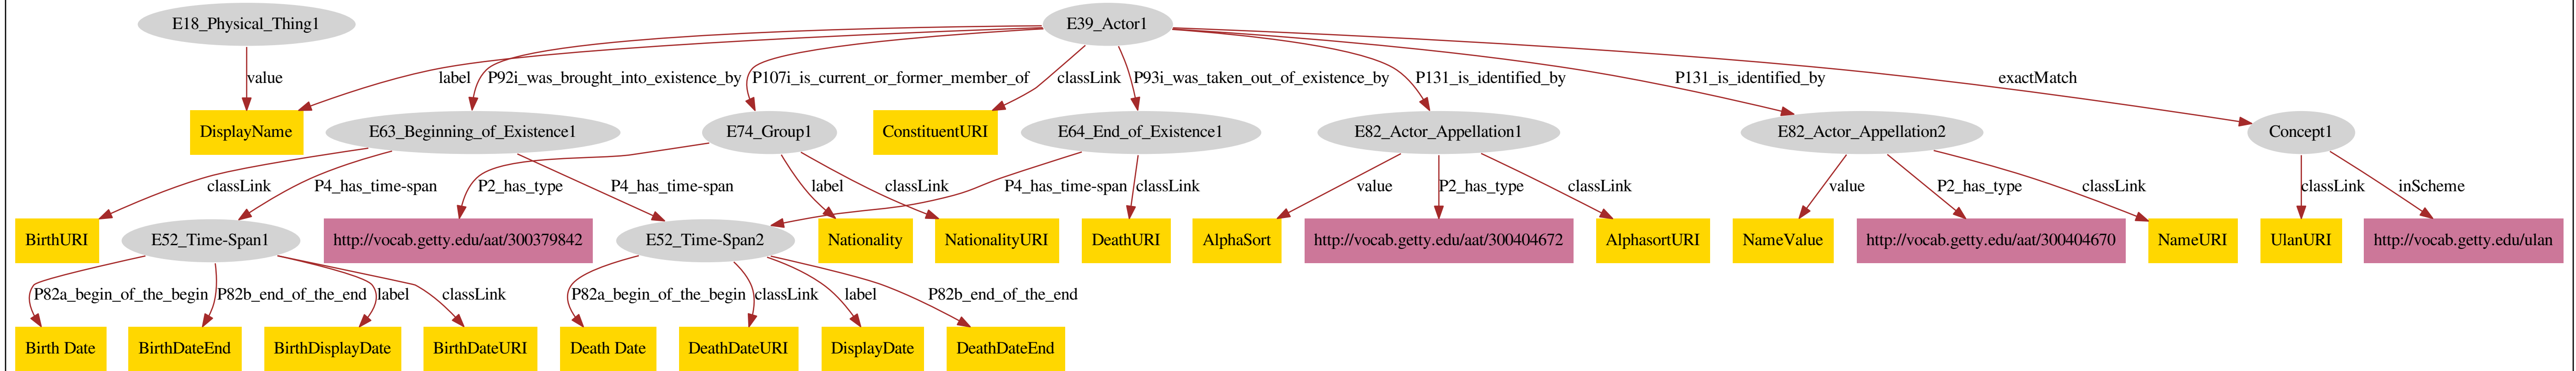 E18_Physical_Thing1 E39_Actor1
value label P92i_was_brought_into_existence_by P107i_is_current_or_former_member_of classLink P93i_was_taken_out_of_existence_by P131_is_identified_by P131_is_identified_by exactMatch
DisplayName E63_Beginning_of_Existence1 E74_Group1 ConstituentURI E64_End_of_Existence1 E82_Actor_Appellation1 E82_Actor_Appellation2 Concept1
classLink P4_has_time-span P2_has_type P4_has_time-span label classLink P4_has_time-span classLink value P2_has_type classLink value P2_has_type classLink classLink inScheme
BirthURI E52_Time-Span1 http://vocab.getty.edu/aat/300379842 E52_Time-Span2 Nationality NationalityURI DeathURI AlphaSort http://vocab.getty.edu/aat/300404672 AlphasortURI NameValue http://vocab.getty.edu/aat/300404670 NameURI UlanURI http://vocab.getty.edu/ulan
P82a_begin_of_the_begin P82b_end_of_the_end label classLink P82a_begin_of_the_begin classLink label P82b_end_of_the_end
Birth Date BirthDateEnd BirthDisplayDate BirthDateURI Death Date DeathDateURI DisplayDate DeathDateEnd